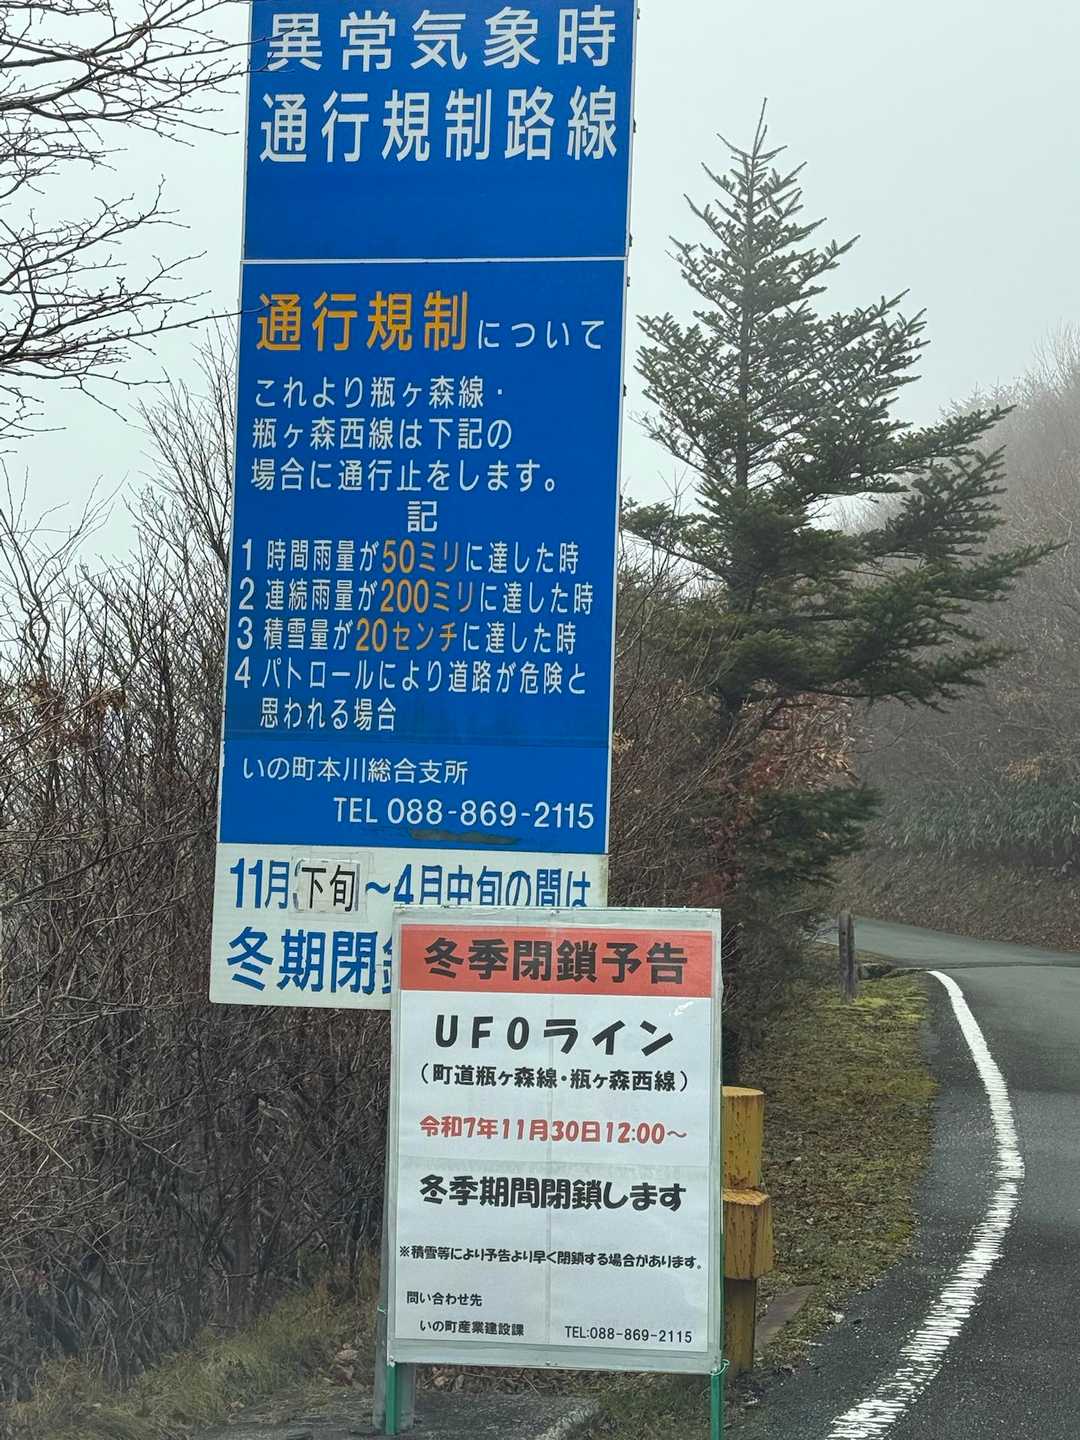 異常気象時
通行規制路線
通行規制について
これより瓶ヶ森線・
瓶ヶ森西線は下記の
場合に通行止をします。
記
1 時間雨量が50ミリに達した時
2 連続雨量が200ミリに達した時
3 積雪量が20センチに達した時
4 パトロールにより道路が危険と
思われる場合
いの町本川総合支所
TEL 088-869-2115
11月下旬～4月中旬の間は
冬期閉鎖
冬季閉鎖予告
UFOライン
（町道瓶ヶ森線・瓶ヶ森西線）
令和7年11月30日12:00～
冬季期間閉鎖します
※積雪等により予告より早く閉鎖する場合があります。
問い合わせ先
いの町産業建設課 TEL:088-869-2115